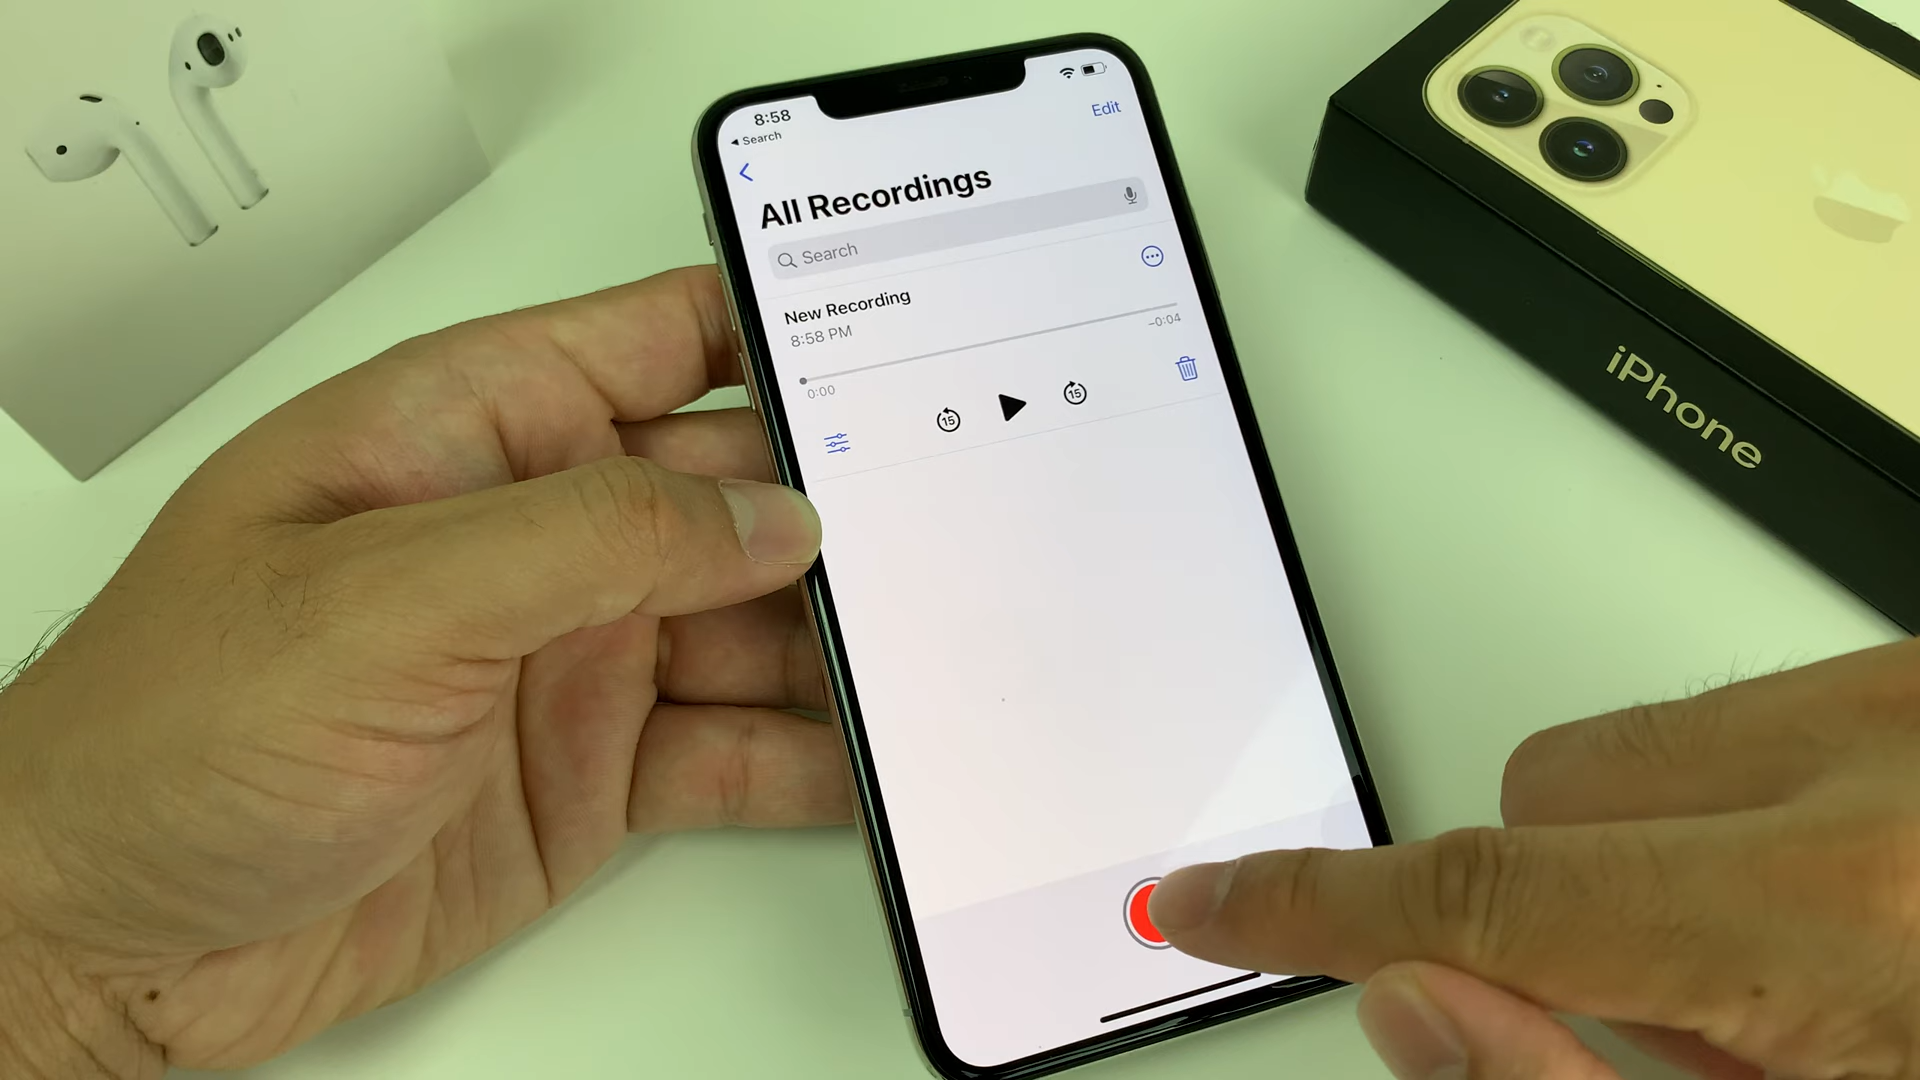 8:58
Search
Edit
All Recordings
Search
New Recording
8:58 PM
0:00
-0:04
15
15
iPhone